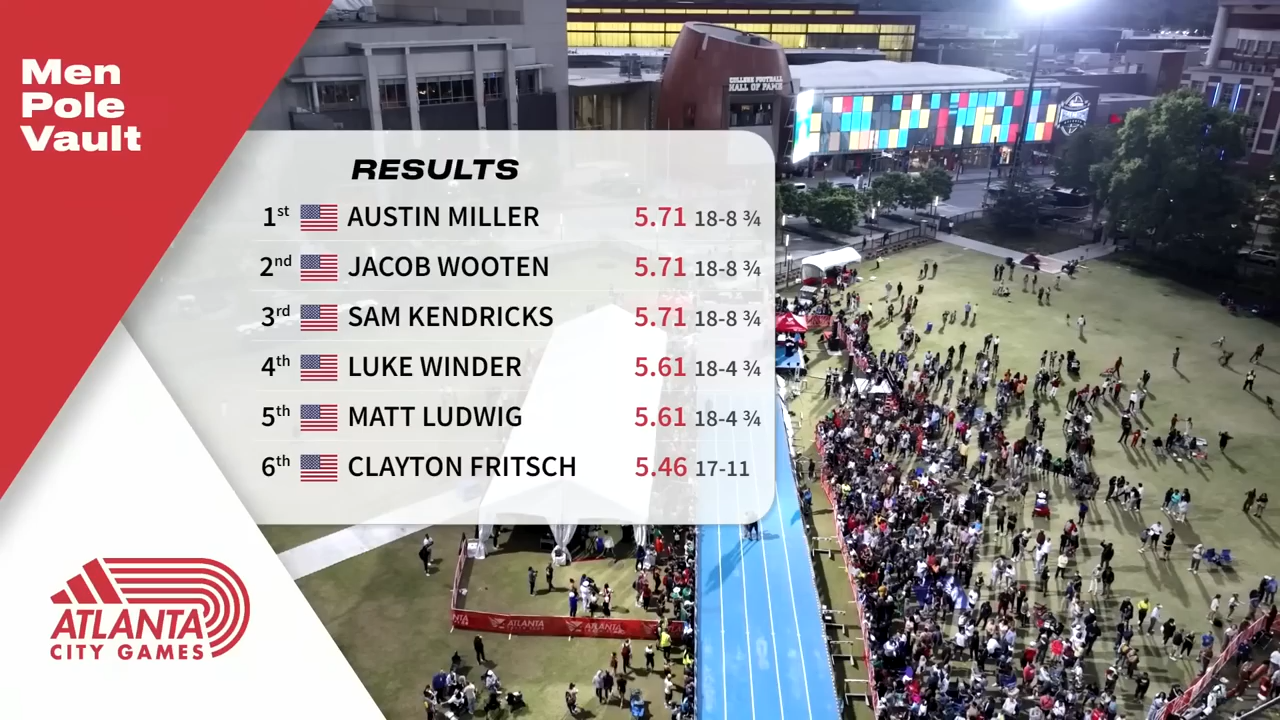 Men
Pole
Vault
COLLEGE FOOTBALL
HALL OF FAME
RESULTS
1st AUSTIN MILLER 5.71 18-8 ¾
2nd JACOB WOOTEN 5.71 18-8 ¾
3rd SAM KENDRICKS 5.71 18-8 ¾
4th LUKE WINDER 5.61 18-4 ¾
5th MATT LUDWIG 5.61 18-4 ¾
6th CLAYTON FRITSCH 5.46 17-11
ATLANTA
CITY GAMES
ATLANTA
ATLANTA